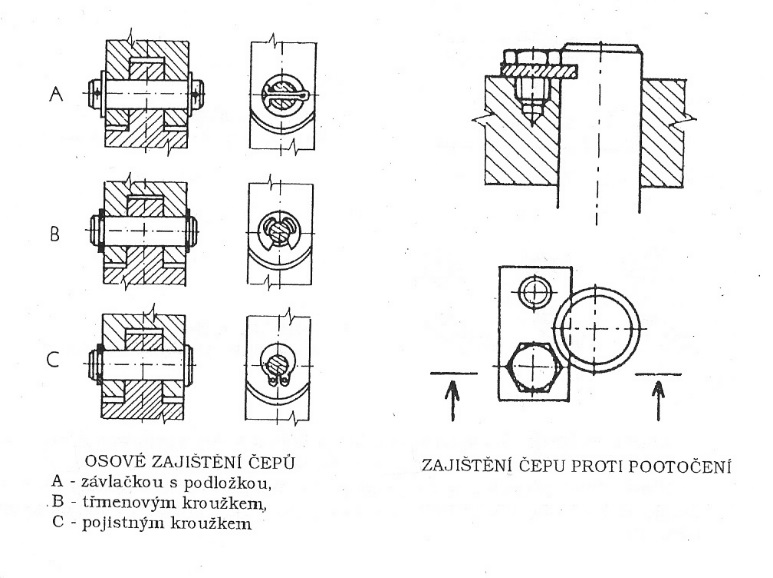 A
B
C
OSOVÉ ZAJIŠTĚNÍ ČEPŮ
A - závlačkou s podložkou,
B - třmenovým kroužkem,
C - pojistným kroužkem
ZAJIŠTĚNÍ ČEPU PROTI POOTOČENÍ